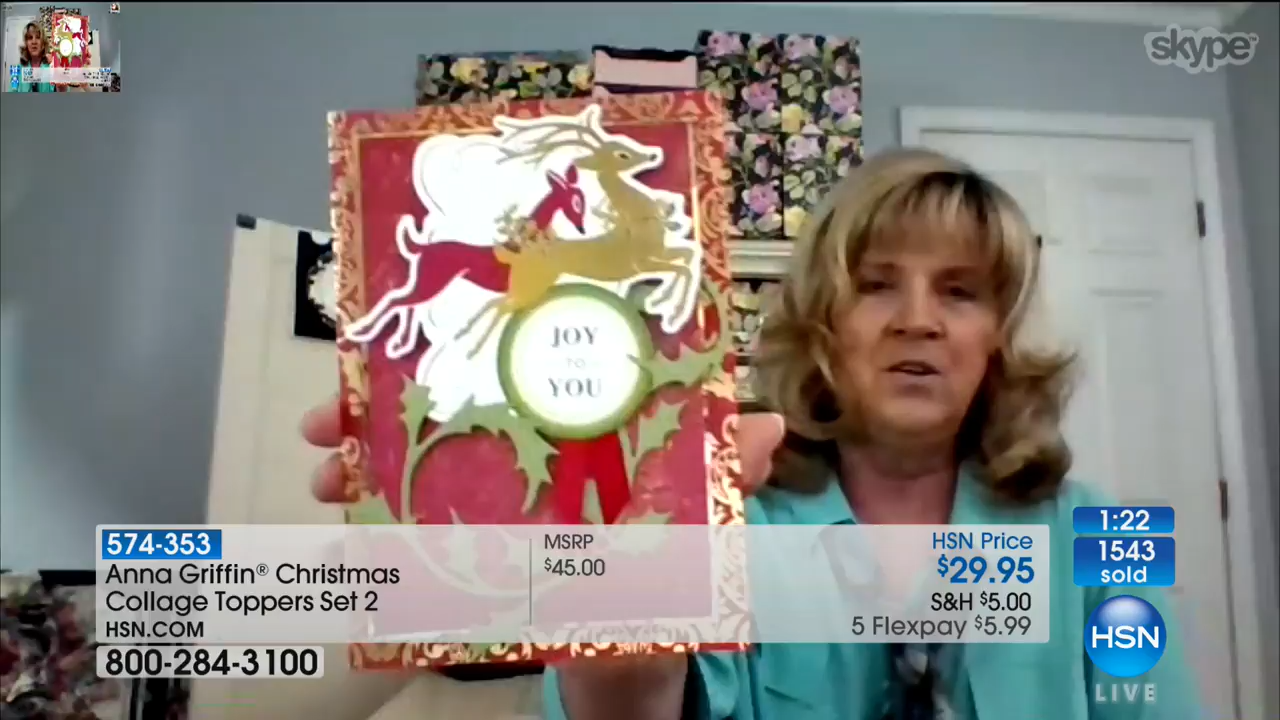 skype™
JOY
TO
YOU
574-353
Anna Griffin® Christmas
Collage Toppers Set 2
HSN.COM
800-284-3100
MSRP
$45.00
HSN Price
$29.95
S&H $5.00
5 Flexpay $5.99
1:22
1543
sold
HSN
LIVE